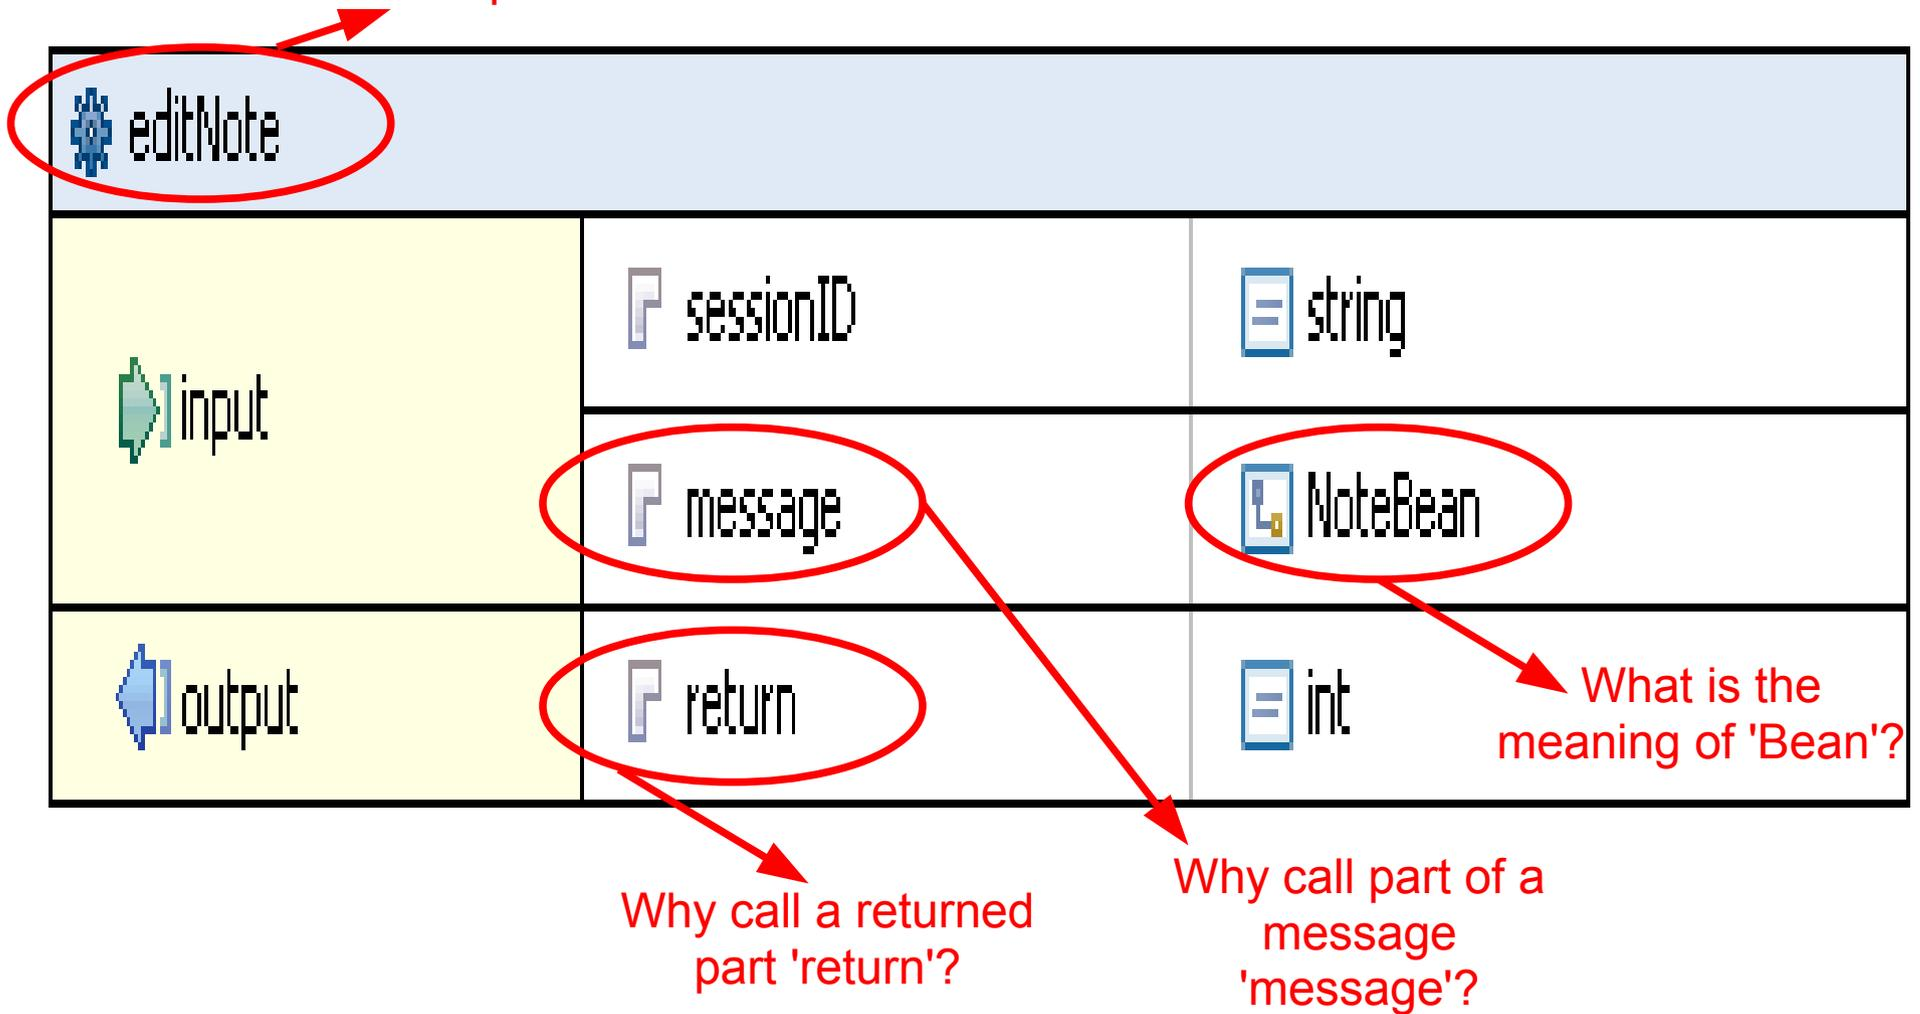 editNote
sessionID string
input
message NoteBean
output return int
What is the
meaning of 'Bean'?
Why call a returned
part 'return'?
Why call part of a
message
'message'?